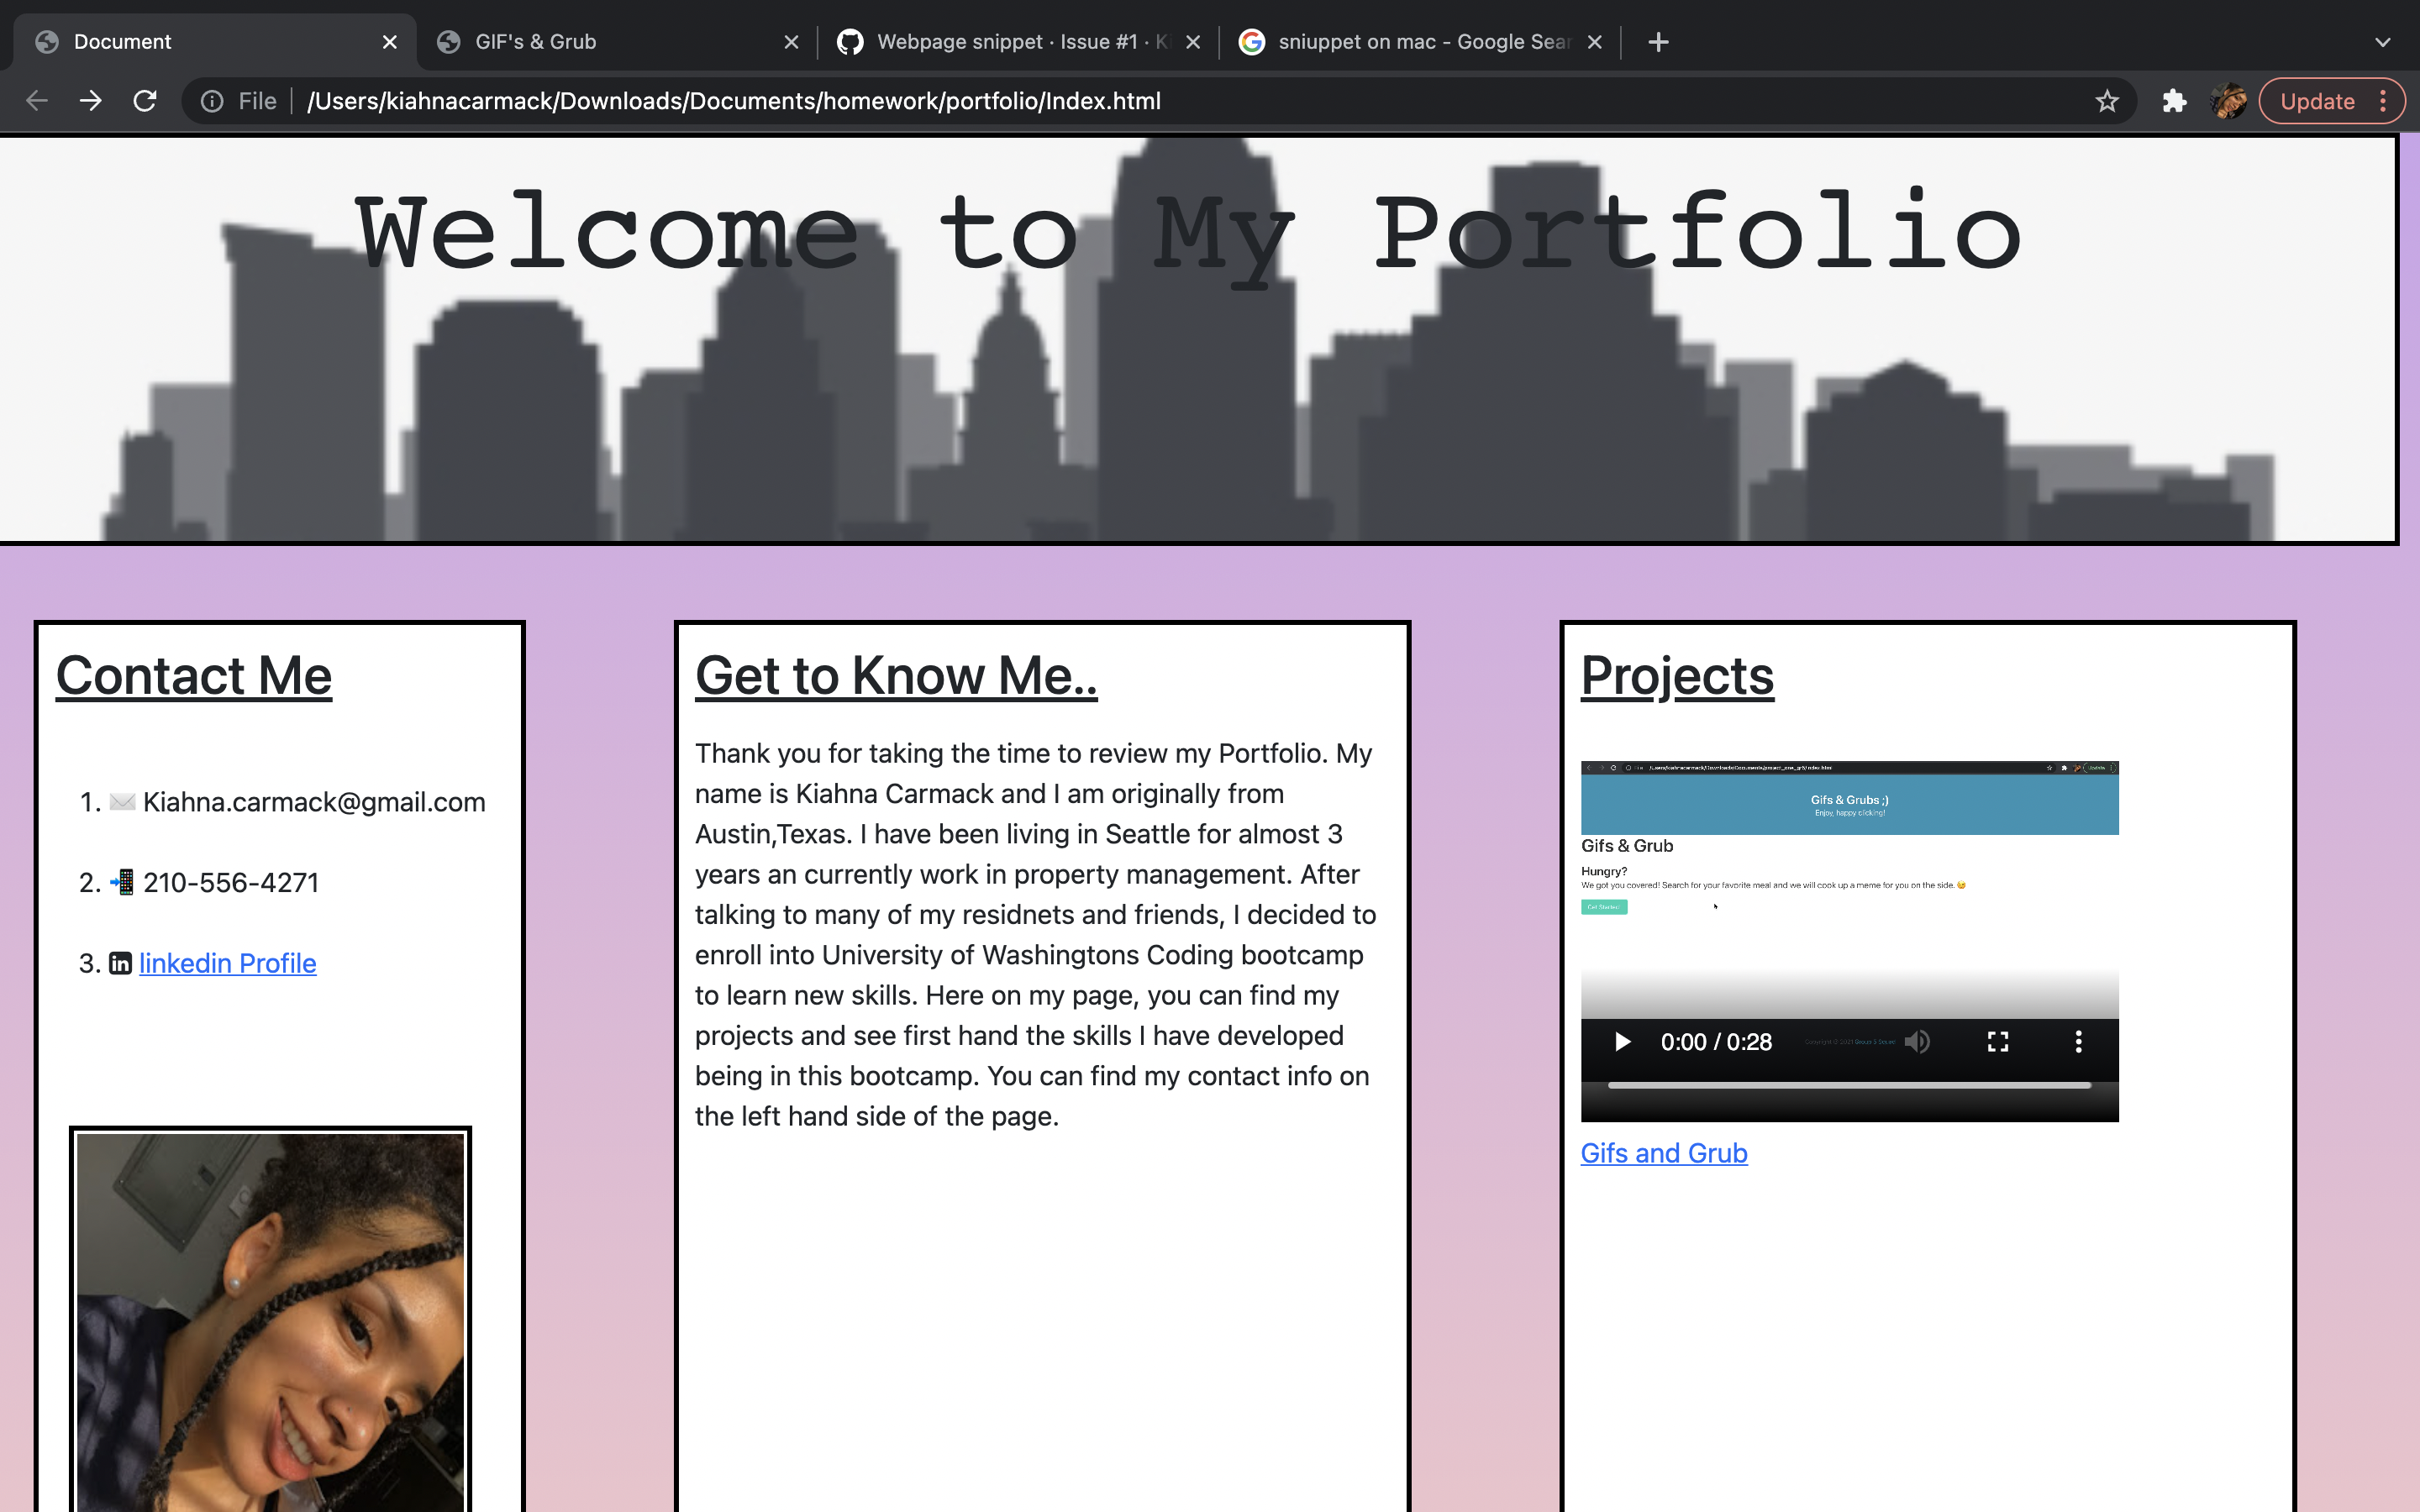 Document
GIF's & Grub
Webpage snippet · Issue #1 · Ki
sniuppet on mac - Google Sear
File
/Users/kiahnacarmack/Downloads/Documents/homework/portfolio/Index.html
Update
Welcome to My Portfolio
Contact Me
1. ✉️ Kiahna.carmack@gmail.com
2. 📲 210-556-4271
3. in linkedin Profile
Get to Know Me..
Thank you for taking the time to review my Portfolio. My
name is Kiahna Carmack and I am originally from
Austin,Texas. I have been living in Seattle for almost 3
years an currently work in property management. After
talking to many of my residnets and friends, I decided to
enroll into University of Washingtons Coding bootcamp
to learn new skills. Here on my page, you can find my
projects and see first hand the skills I have developed
being in this bootcamp. You can find my contact info on
the left hand side of the page.
Projects
Update
Gifs & Grubs ;)
Enjoy, happy clicking!
Gifs & Grub
Hungry?
We got you covered! Search for your favorite meal and we will cook up a meme for you on the side. 😉
Get Started
0:00 / 0:28
Gifs and Grub